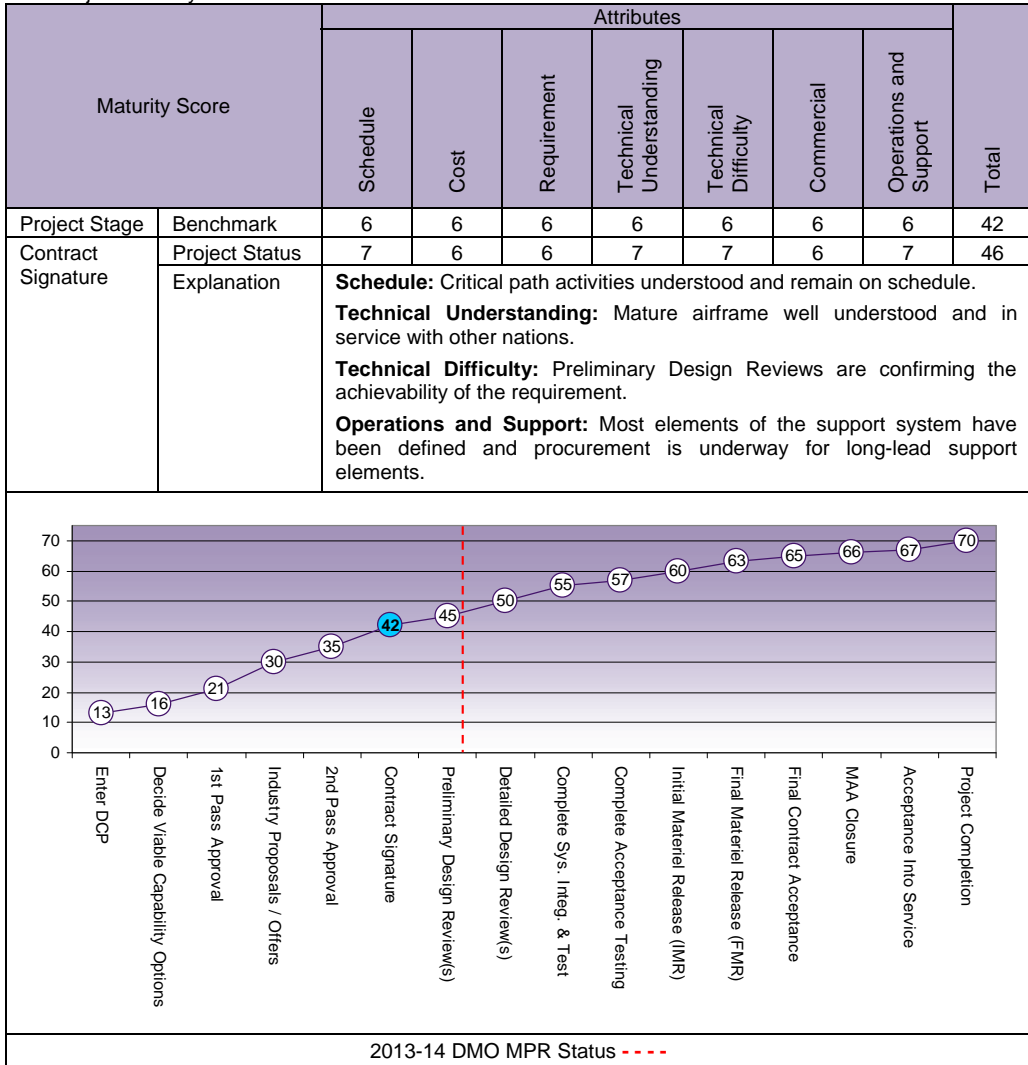 Attributes
Maturity Score
Schedule
Cost
Requirement
Technical
Understanding
Technical
Difficulty
Commercial
Operations and
Support
Total
Project Stage Benchmark 6 6 6 6 6 6 6 42
Contract Project Status 7 6 6 7 7 6 7 46
Signature Explanation Schedule: Critical path activities understood and remain on schedule.
Technical Understanding: Mature airframe well understood and in
service with other nations.
Technical Difficulty: Preliminary Design Reviews are confirming the
achievability of the requirement.
Operations and Support: Most elements of the support system have
been defined and procurement is underway for long-lead support
elements.
70
60
50
40
30
20
10
0
13
16
21
30
35
42
45
50
55
57
60
63
65
66
67
70
Enter DCP
Decide Viable Capability Options
1st Pass Approval
Industry Proposals / Offers
2nd Pass Approval
Contract Signature
Preliminary Design Review(s)
Detailed Design Review(s)
Complete Sys. Integ. & Test
Complete Acceptance Testing
Initial Materiel Release (IMR)
Final Materiel Release (FMR)
Final Contract Acceptance
MAA Closure
Acceptance Into Service
Project Completion
2013-14 DMO MPR Status - - - -